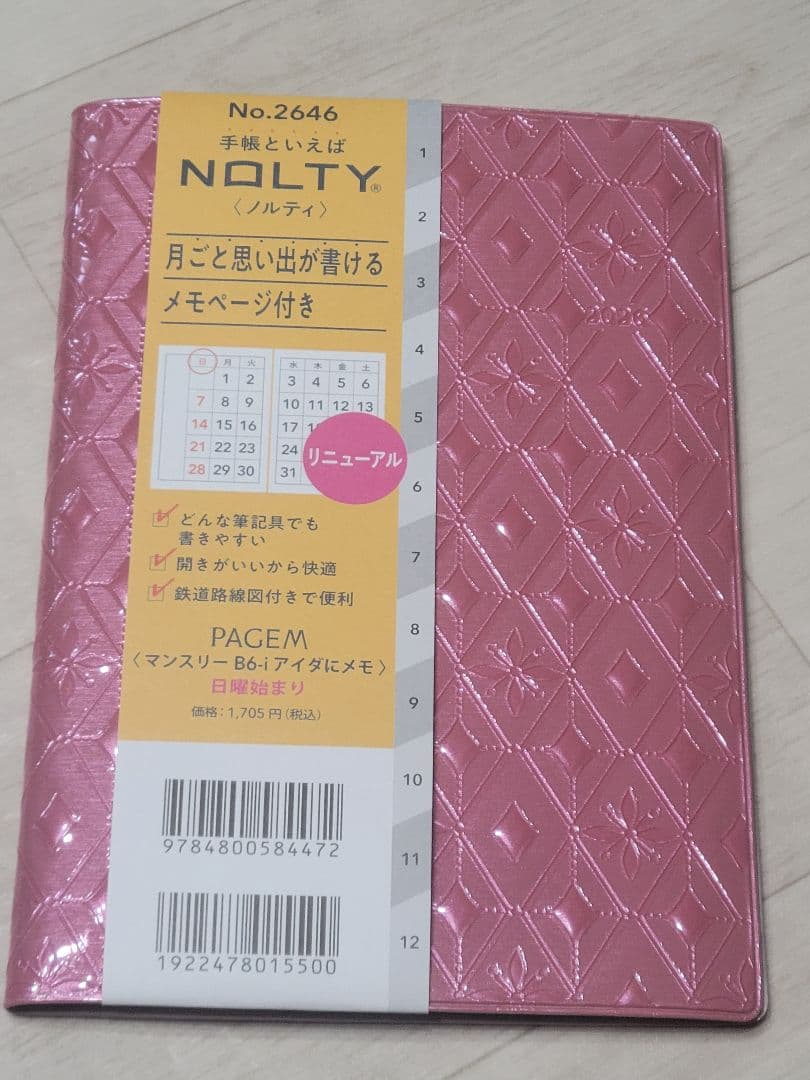 No.2646
手帳といえば
NOLTY®
〈ノルティ〉
月ごと思い出が書ける
メモページ付き
日 月 火
1 2
7 8 9
14 15 16
21 22 23
28 29 30
水 木 金 土
3 4 5 6
10 11 12 13
17
24
31
リニューアル
どんな筆記具でも
書きやすい
開きがいいから快適
鉄道路線図付きで便利
PAGEM
〈マンスリー B6-i アイダにメモ〉
日曜始まり
価格：1,705円（税込）
9784800584472
1922478015500
1
2
3
4
5
6
7
8
9
10
11
12
2026